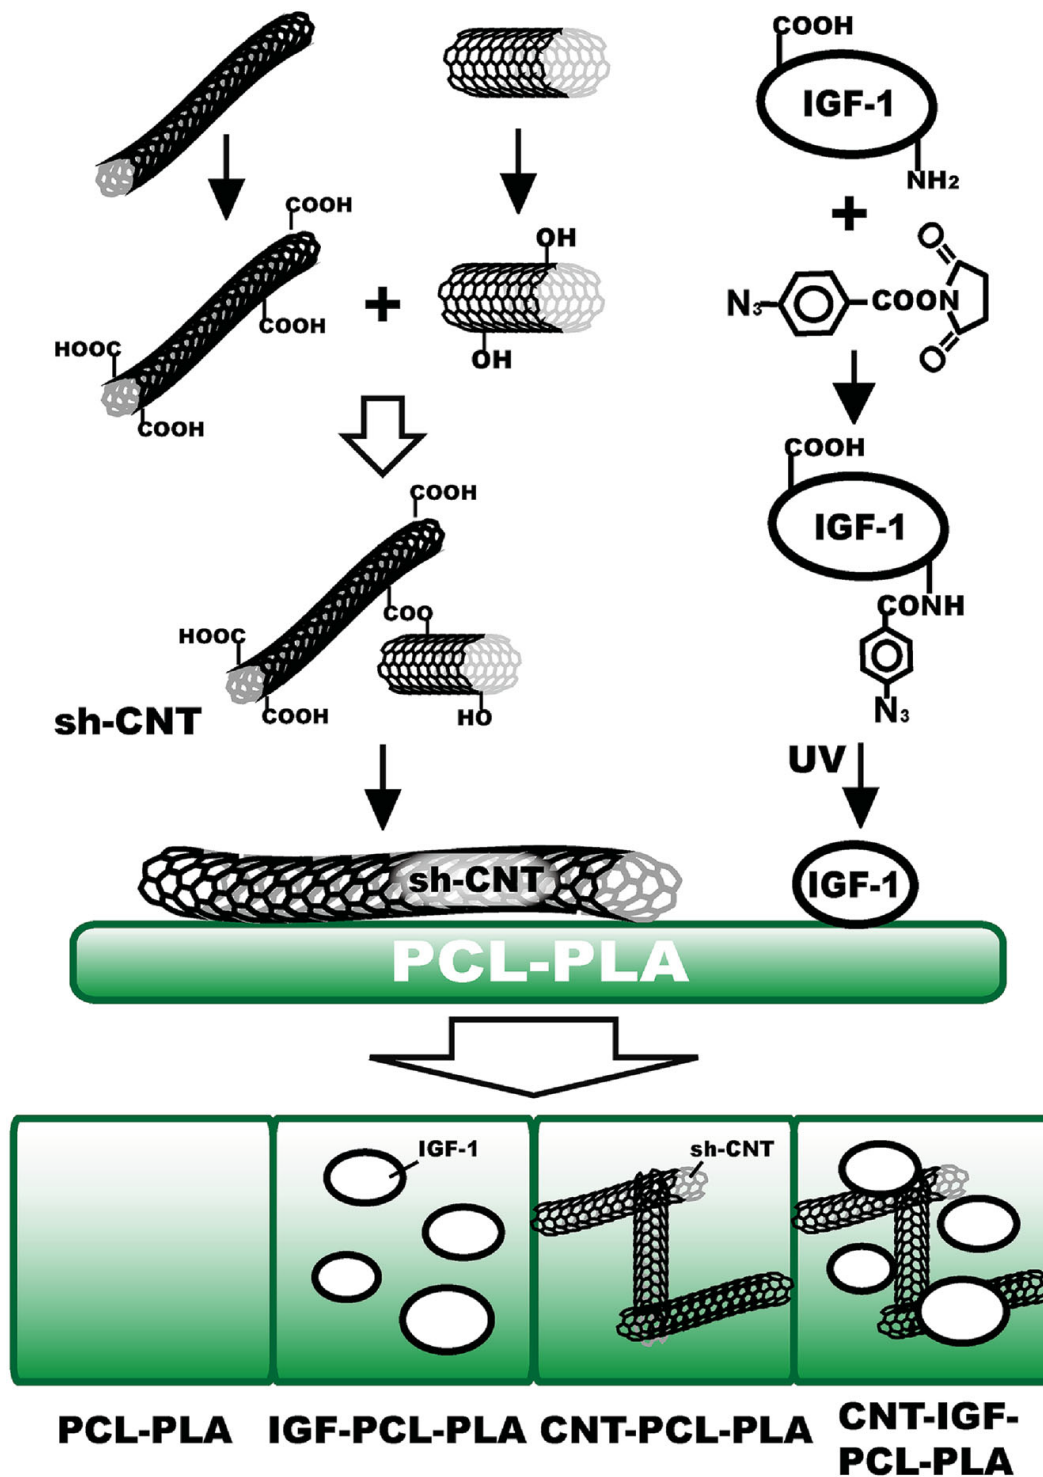 COOH
IGF-1
NH2
+
COOH
OH
+
COOH
HOOC
COOH
OH
N3
COON
O
O
COOH
IGF-1
CONH
N3
COOH
COO
HOOC
COOH
HO
sh-CNT
UV
sh-CNT
IGF-1
PCL-PLA
IGF-1
sh-CNT
PCL-PLA
IGF-PCL-PLA
CNT-PCL-PLA
CNT-IGF-
PCL-PLA